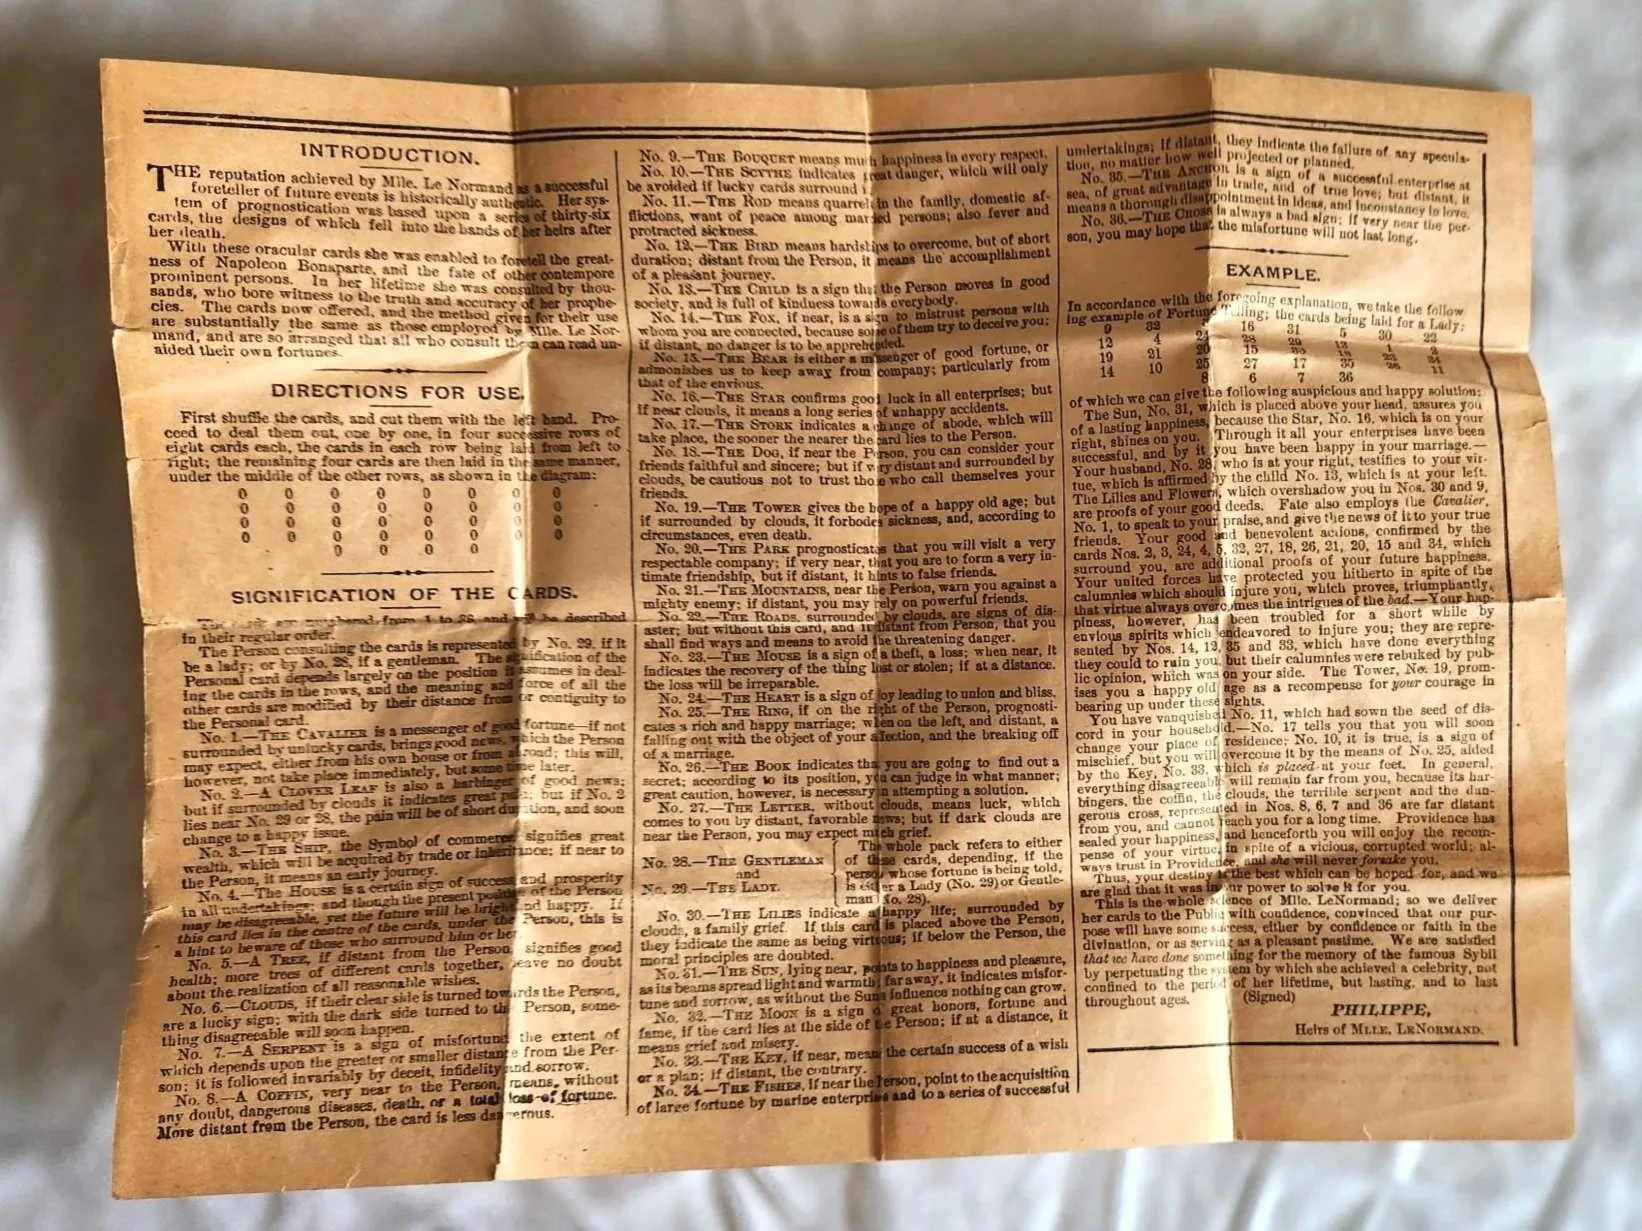 INTRODUCTION.
THE reputation achieved by Mlle. Le Normand as a successful
foreteller of future events is historically authentic. Her sys-
tem of prognostication was based upon a series of thirty-six
cards, the designs of which fell into the hands of her heirs after
her death.
With these oracular cards she was enabled to foretell the great-
ness of Napoleon Bonaparte, and the fate of other contempore
prominent persons. In her lifetime she was consulted by thou-
sands, who bore witness to the truth and accuracy of her prophe-
cies. The cards now offered, and the method given for their use
are substantially the same as those employed by Mlle. Le Nor-
mand, and are so arranged that all who consult them can read un-
aided their own fortunes.
DIRECTIONS FOR USE.
First shuffle the cards, and cut them with the left hand. Pro-
ceed to deal them out, one by one, in four successive rows of
eight cards each, the cards in each row being laid from left to
right; the remaining four cards are then laid in the same manner,
under the middle of the other rows, as shown in the diagram:
0 0 0 0 0 0 0 0
0 0 0 0 0 0 0 0
0 0 0 0 0 0 0 0
0 0 0 0 0 0 0 0
0 0 0 0
SIGNIFICATION OF THE CARDS.
The cards are numbered from 1 to 36, and will be described
in their regular order.
The Person consulting the cards is represented by No. 29, if it
be a lady; or by No. 28, if a gentleman. The signification of the
Personal card depends largely on the position it assumes in deal-
ing the cards in the rows, and the meaning and force of all the
other cards are modified by their distance from or contiguity to
the Personal card.
No. 1.—THE CAVALIER is a messenger of good fortune—if not
surrounded by unlucky cards, brings good news, which the Person
may expect, either from his own house or from abroad; this will,
however, not take place immediately, but some time later.
No. 2.—A CLOVER LEAF is also a harbinger of good news;
but if surrounded by clouds it indicates great pain; but if No. 2
lies near No. 29 or 28, the pain will be of short duration, and soon
change to a happy issue.
No. 3.—THE SHIP, the Symbol of commerce, signifies great
wealth, which will be acquired by trade or inheritance; if near to
the Person, it means an early journey.
No. 4.—THE HOUSE is a certain sign of success and prosperity
in all undertakings; and though the present position of the Person
may be disagreeable, yet the future will be bright and happy. If
this card lies in the centre of the cards, under the Person, this is
a hint to beware of those who surround him or her.
No. 5.—A TREE, if distant from the Person, signifies good
health; more trees of different cards together, leave no doubt
about the realization of all reasonable wishes.
No. 6.—CLOUDS, if their clear side is turned towards the Person,
are a lucky sign; with the dark side turned to the Person, some-
thing disagreeable will soon happen.
No. 7.—A SERPENT is a sign of misfortune the extent of
which depends upon the greater or smaller distance from the Per-
son; it is followed invariably by deceit, infidelity and sorrow.
No. 8.—A COFFIN, very near to the Person, means, without
any doubt, dangerous diseases, death, or a total loss of fortune.
More distant from the Person, the card is less dangerous.
No. 9.—THE BOUQUET means much happiness in every respect.
No. 10.—THE SCYTHE indicates great danger, which will only
be avoided if lucky cards surround it.
No. 11.—THE ROD means quarrels in the family, domestic af-
flictions, want of peace among married persons; also fever and
protracted sickness.
No. 12.—THE BIRD means hardships to overcome, but of short
duration; distant from the Person, it means the accomplishment
of a pleasant journey.
No. 13.—THE CHILD is a sign that the Person moves in good
society, and is full of kindness towards everybody.
No. 14.—THE FOX, if near, is a sign to mistrust persons with
whom you are connected, because some of them try to deceive you;
if distant, no danger is to be apprehended.
No. 15.—THE BEAR is either a messenger of good fortune, or
admonishes us to keep away from company; particularly from
that of the envious.
No. 16.—THE STAR confirms good luck in all enterprises; but
if near clouds, it means a long series of unhappy accidents.
No. 17.—THE STORK indicates a change of abode, which will
take place, the sooner the nearer the card lies to the Person.
No. 18.—THE DOG, if near the Person, you can consider your
friends faithful and sincere; but if very distant and surrounded by
clouds, be cautious not to trust those who call themselves your
friends.
No. 19.—THE TOWER gives the hope of a happy old age; but
if surrounded by clouds, it forbodes sickness, and, according to
circumstances, even death.
No. 20.—THE PARK prognosticates that you will visit a very
respectable company; if very near, that you are to form a very in-
timate friendship, but if distant, it hints to false friends.
No. 21.—THE MOUNTAINS, near the Person, warn you against a
mighty enemy; if distant, you may rely on powerful friends.
No. 22.—THE ROADS, surrounded by clouds, are signs of dis-
aster; but without this card, and if distant from Person, that you
shall find ways and means to avoid the threatening danger.
No. 23.—THE MOUSE is a sign of a theft, a loss; when near, it
indicates the recovery of the thing lost or stolen; if at a distance.
the loss will be irreparable.
No. 24.—THE HEART is a sign of joy leading to union and bliss.
No. 25.—THE RING, if on the right of the Person, prognosti-
cates a rich and happy marriage; when on the left, and distant, a
falling out with the object of your affection, and the breaking off
of a marriage.
No. 26.—THE BOOK indicates that you are going to find out a
secret; according to its position, you can judge in what manner;
great caution, however, is necessary in attempting a solution.
No. 27.—THE LETTER, without clouds, means luck, which
comes to you by distant, favorable news; but if dark clouds are
near the Person, you may expect much grief.
No. 28.—THE GENTLEMAN
and
No. 29.—THE LADY.
The whole pack refers to either
of these cards, depending, if the
person whose fortune is being told,
is either a Lady (No. 29) or Gentle-
man (No. 28).
No. 30.—THE LILIES indicate a happy life; surrounded by
clouds, a family grief. If this card is placed above the Person,
they indicate the same as being virtuous; if below the Person, the
moral principles are doubted.
No. 31.—THE SUN, lying near, points to happiness and pleasure,
as its beams spread light and warmth; far away, it indicates misfor-
tune and sorrow, as without the Sun's influence nothing can grow.
No. 32.—THE MOON is a sign of great honors, fortune and
fame, if the card lies at the side of the Person; if at a distance, it
means grief and misery.
No. 33.—THE KEY, if near, means the certain success of a wish
or a plan; if distant, the contrary.
No. 34.—THE FISHES, if near the Person, point to the acquisition
of large fortune by marine enterprises and to a series of successful
undertakings; if distant, they indicate the failure of any specula-
tion, no matter how well projected or planned.
No. 35.—THE ANCHOR is a sign of a successful enterprise at
sea, of great advantage in trade, and of true love; but distant, it
means a thorough disappointment in ideas, and inconstancy in love.
No. 36.—THE CROSS is always a bad sign; if very near the per-
son, you may hope that the misfortune will not last long.
EXAMPLE.
In accordance with the foregoing explanation, we take the follow
ing example of Fortune Telling; the cards being laid for a Lady:
9 32 24 16 31 5 30 22
12 4 28 29 13 1 2
19 21 20 15 18 34
14 10 25 27 17 35 26 11
8 6 7 36
of which we can give the following auspicious and happy solution:
The Sun, No. 31, which is placed above your head, assures you
of a lasting happiness, because the Star, No. 16, which is on your
right, shines on you. Through it all your enterprises have been
successful, and by it you have been happy in your marriage.—
Your husband, No. 28, who is at your right, testifies to your vir-
tue, which is affirmed by the child No. 13, which is at your left.
The Lilies and Flowers, which overshadow you in Nos. 30 and 9,
are proofs of your good deeds. Fate also employs the Cavalier,
No. 1, to speak to your praise, and give the news of it to your true
friends. Your good and benevolent actions, confirmed by the
cards Nos. 2, 3, 24, 4, 5, 32, 27, 18, 26, 21, 20, 15 and 34, which
surround you, are additional proofs of your future happiness.
Your united forces have protected you hitherto in spite of the
calumnies which should injure you, which proves, triumphantly,
that virtue always overcomes the intrigues of the bad.—Your hap-
piness, however, has been troubled for a short while by
envious spirits which endeavored to injure you; they are repre-
sented by Nos. 14, 12, 35 and 33, which have done everything
they could to ruin you, but their calumnies were rebuked by pub-
lic opinion, which was on your side. The Tower, No. 19, prom-
ises you a happy old age as a recompense for your courage in
bearing up under these sights.
You have vanquished No. 11, which had sown the seed of dis-
cord in your household.—No. 17 tells you that you will soon
change your place of residence; No. 10, it is true, is a sign of
mischief, but you will overcome it by the means of No. 25, aided
by the Key, No. 33, which is placed at your feet. In general,
everything disagreeable will remain far from you, because its har-
bingers, the coffin, the clouds, the terrible serpent and the dan-
gerous cross, represented in Nos. 8, 6, 7 and 36 are far distant
from you, and cannot reach you for a long time. Providence has
sealed your happiness, and henceforth you will enjoy the recom-
pense of your virtue, in spite of a vicious, corrupted world; al-
ways trust in Providence, and she will never forsake you.
Thus, your destiny is the best which can be hoped for, and we
are glad that it was in our power to solve it for you.
This is the whole science of Mlle. LeNormand; so we deliver
her cards to the Public with confidence, convinced that our pur-
pose will have some success, either by confidence or faith in the
divination, or as serving as a pleasant pastime. We are satisfied
that we have done something for the memory of the famous Sybil
by perpetuating the system by which she achieved a celebrity, not
confined to the period of her lifetime, but lasting, and to last
throughout ages. (Signed)
PHILIPPE,
Heirs of MLLE. LENORMAND.